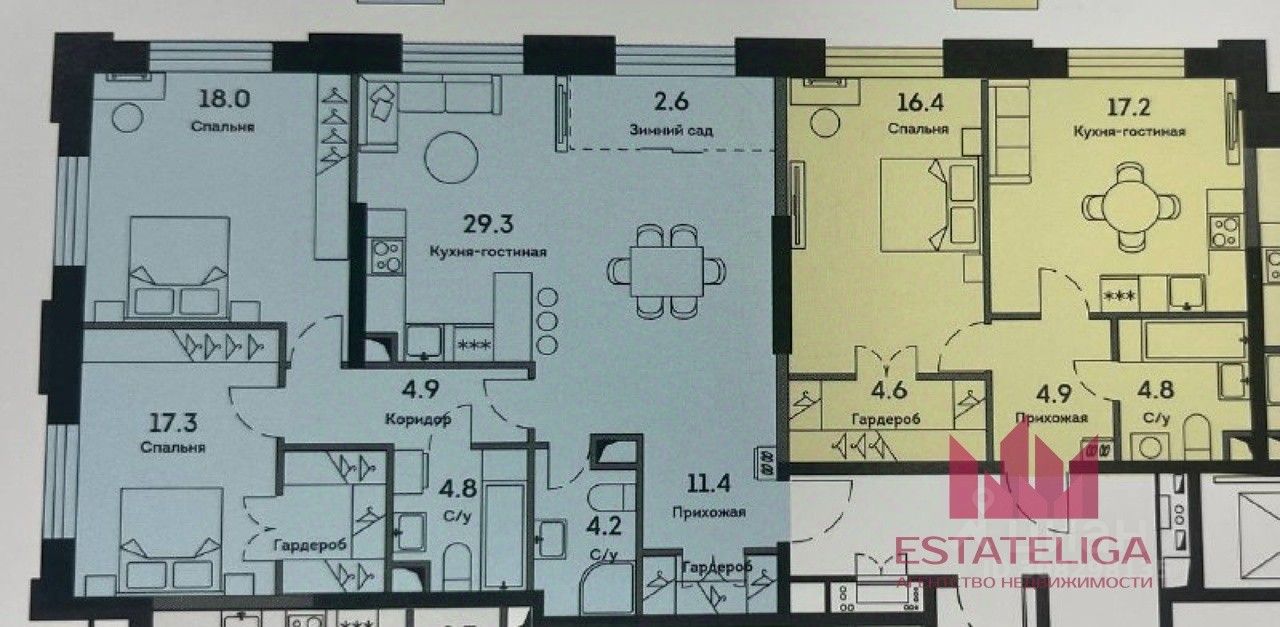 18.0
Спальня
2.6
Зимний сад
16.4
Спальня
17.2
Кухня-гостиная
29.3
Кухня-гостиная
***
***
17.3
Спальня
4.9
Коридор
4.6
Гардероб
4.9
Прихожая
4.8
С/у
Гардероб
4.8
С/у
4.2
С/у
11.4
Прихожая
Гардероб
ESTATELIGA
АГЕНТСТВО НЕДВИЖИМОСТИ
***